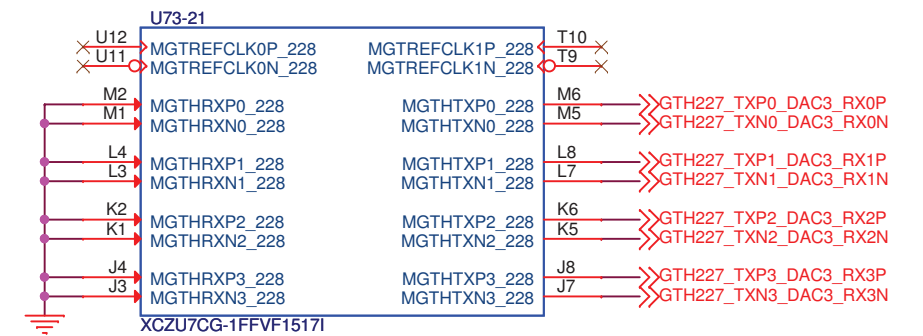 U73-21
U12 MGTREFCLK0P_228 MGTREFCLK1P_228 T10
U11 MGTREFCLK0N_228 MGTREFCLK1N_228 T9
M2 MGTHRXP0_228 MGTHTXP0_228 M6 GTH227_TXP0_DAC3_RX0P
M1 MGTHRXN0_228 MGTHTXN0_228 M5 GTH227_TXN0_DAC3_RX0N
L4 MGTHRXP1_228 MGTHTXP1_228 L8 GTH227_TXP1_DAC3_RX1P
L3 MGTHRXN1_228 MGTHTXN1_228 L7 GTH227_TXN1_DAC3_RX1N
K2 MGTHRXP2_228 MGTHTXP2_228 K6 GTH227_TXP2_DAC3_RX2P
K1 MGTHRXN2_228 MGTHTXN2_228 K5 GTH227_TXN2_DAC3_RX2N
J4 MGTHRXP3_228 MGTHTXP3_228 J8 GTH227_TXP3_DAC3_RX3P
J3 MGTHRXN3_228 MGTHTXN3_228 J7 GTH227_TXN3_DAC3_RX3N
XCZU7CG-1FFVF1517I